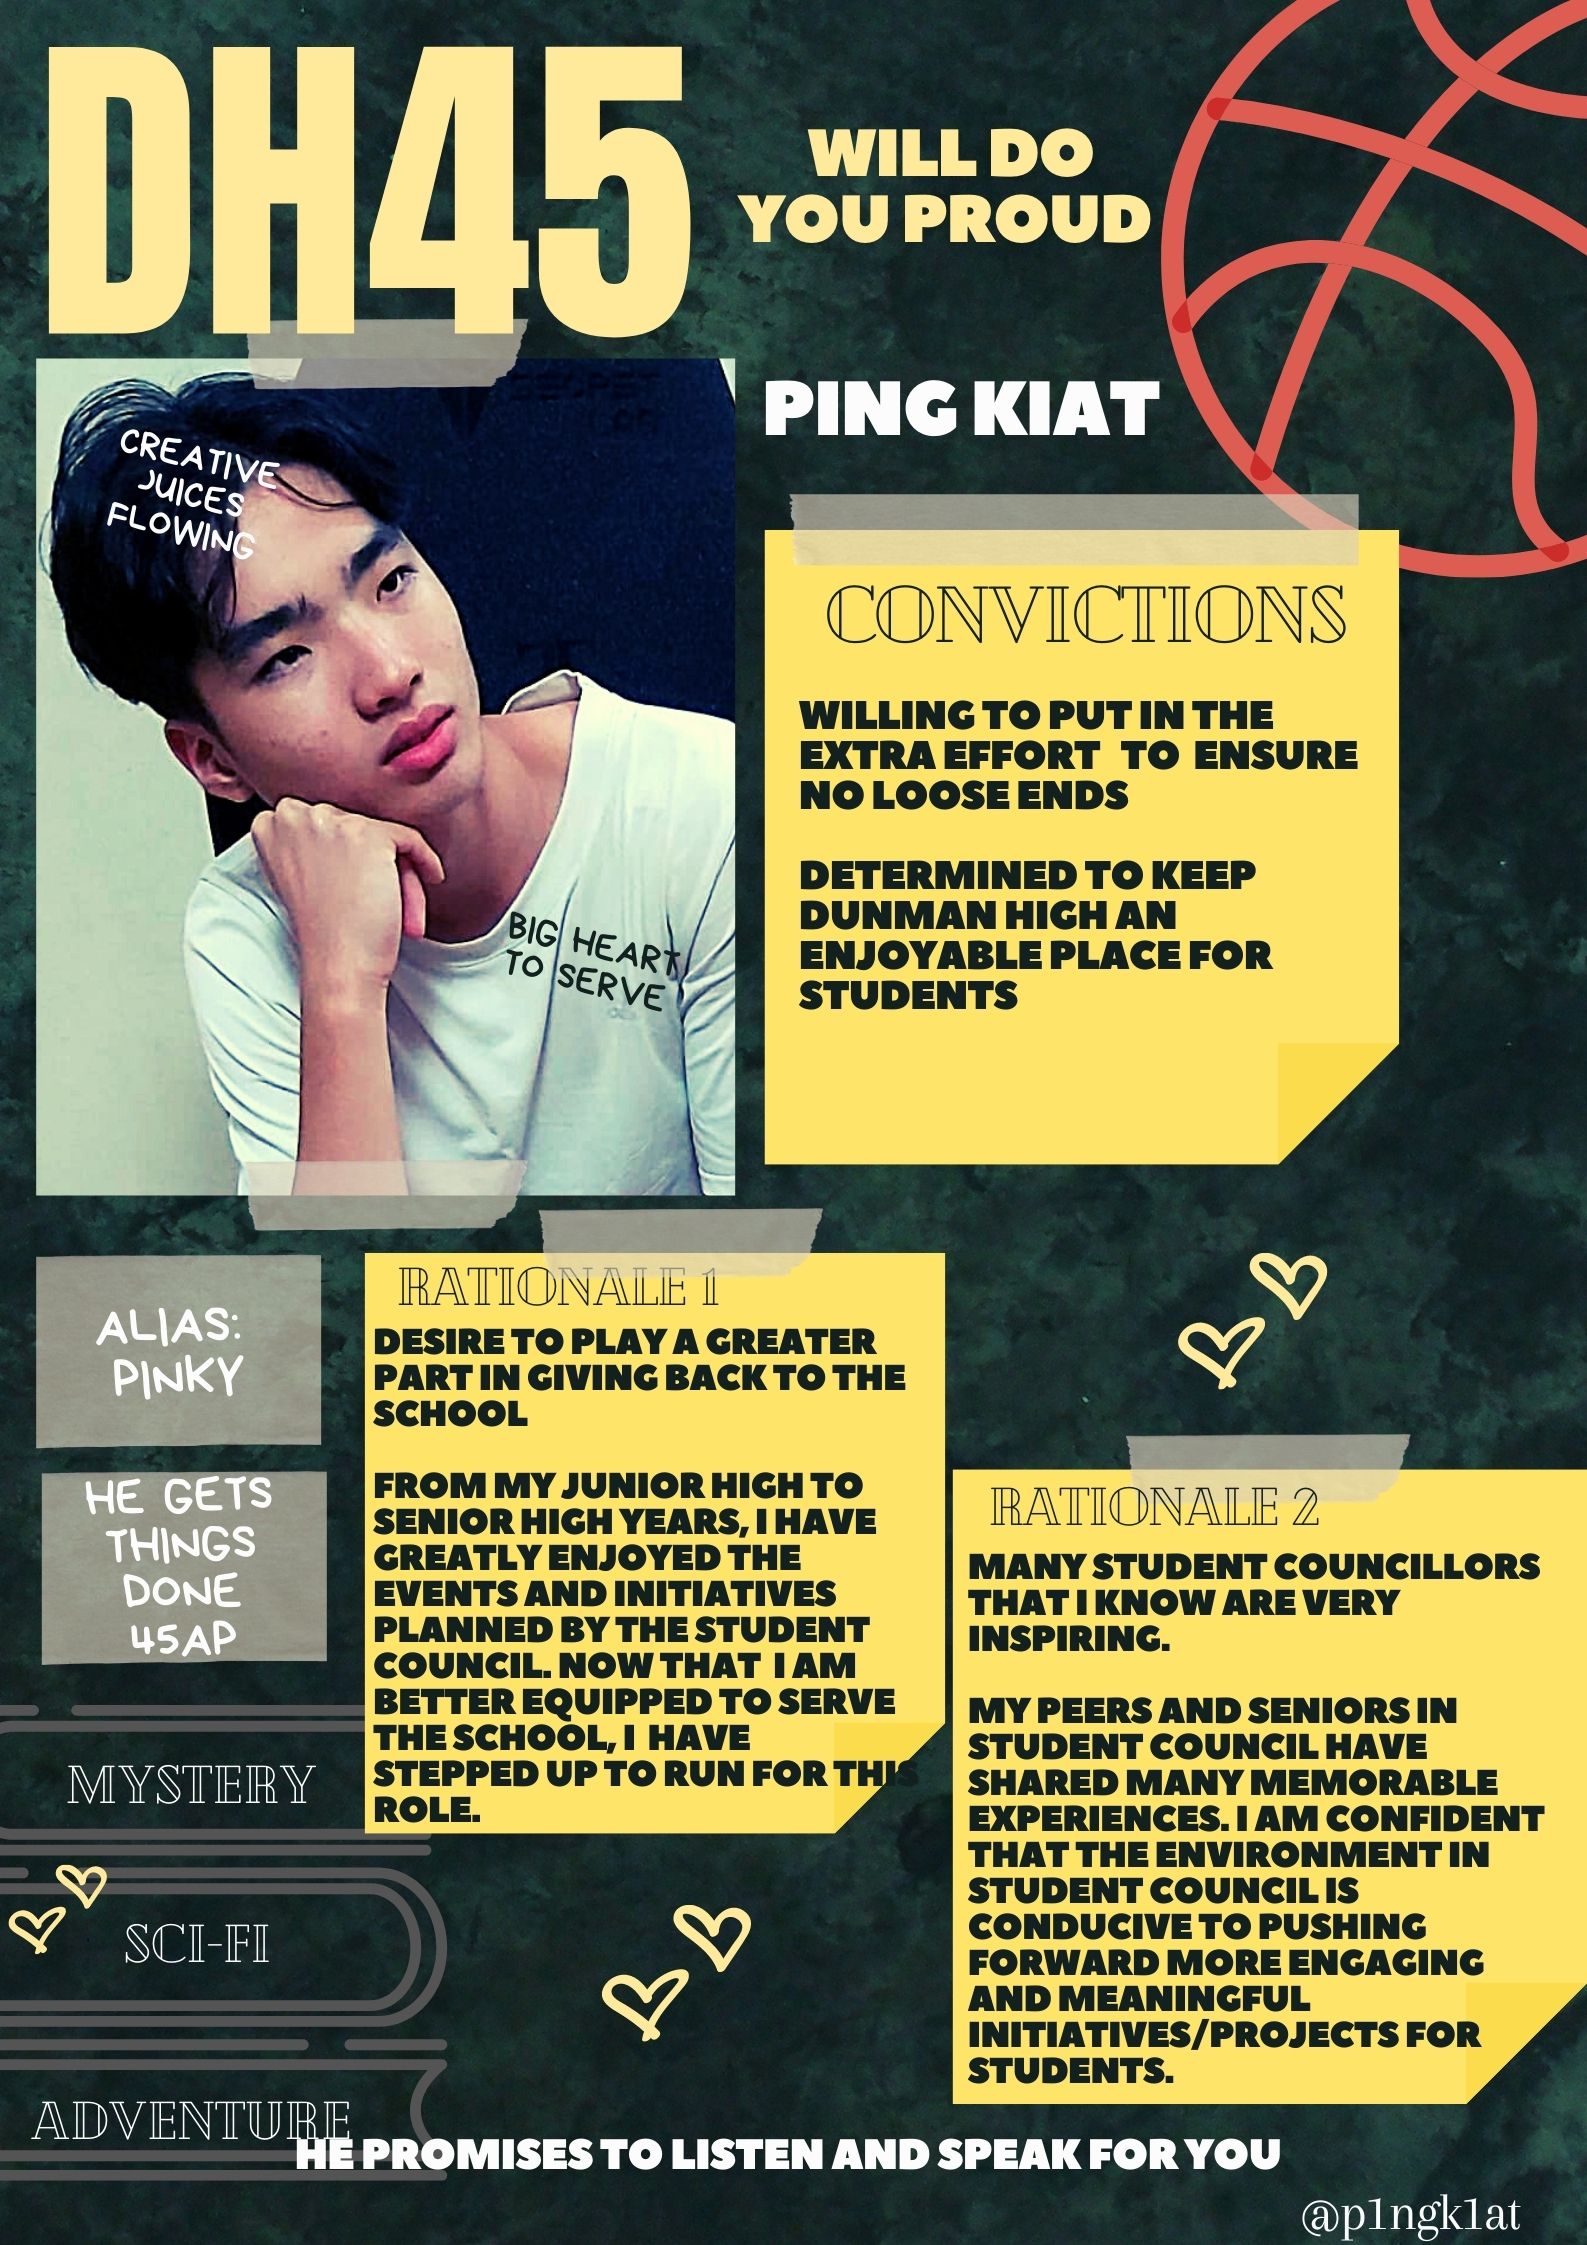 DH45
WILL DO
YOU PROUD
PING KIAT
CREATIVE
JUICES
FLOWING
BIG HEART
TO SERVE
CONVICTIONS
WILLING TO PUT IN THE
EXTRA EFFORT TO ENSURE
NO LOOSE ENDS
DETERMINED TO KEEP
DUNMAN HIGH AN
ENJOYABLE PLACE FOR
STUDENTS
ALIAS:
PINKY
HE GETS
THINGS
DONE
45AP
RATIONALE 1
DESIRE TO PLAY A GREATER
PART IN GIVING BACK TO THE
SCHOOL
FROM MY JUNIOR HIGH TO
SENIOR HIGH YEARS, I HAVE
GREATLY ENJOYED THE
EVENTS AND INITIATIVES
PLANNED BY THE STUDENT
COUNCIL. NOW THAT I AM
BETTER EQUIPPED TO SERVE
THE SCHOOL, I HAVE
STEPPED UP TO RUN FOR THIS
ROLE.
RATIONALE 2
MANY STUDENT COUNCILLORS
THAT I KNOW ARE VERY
INSPIRING.
MY PEERS AND SENIORS IN
STUDENT COUNCIL HAVE
SHARED MANY MEMORABLE
EXPERIENCES. I AM CONFIDENT
THAT THE ENVIRONMENT IN
STUDENT COUNCIL IS
CONDUCIVE TO PUSHING
FORWARD MORE ENGAGING
AND MEANINGFUL
INITIATIVES/PROJECTS FOR
STUDENTS.
MYSTERY
SCI-FI
ADVENTURE
HE PROMISES TO LISTEN AND SPEAK FOR YOU
@p1ngk1at